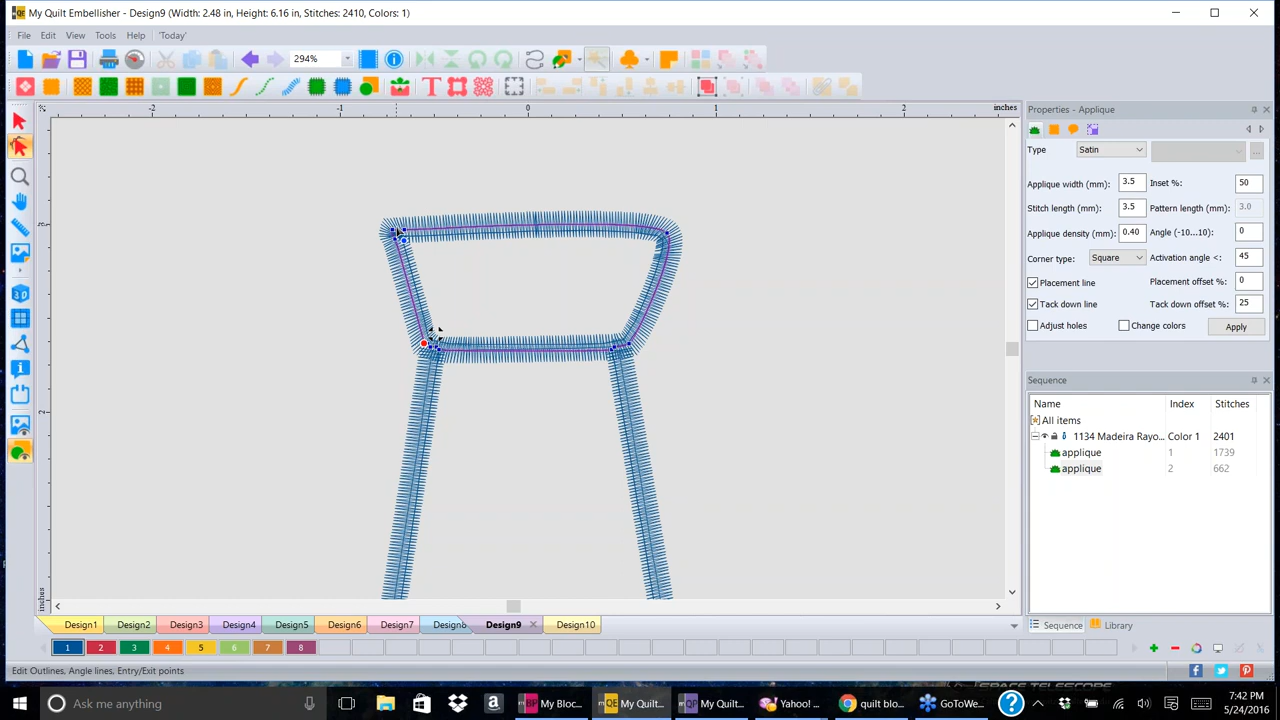 My Quilt Embellisher - Design9 (Width: 2.48 in, Height: 6.16 in, Stitches: 2410, Colors: 1)
File Edit View Tools Help 'Today'
294%
-2 -1 0 1 2 inches
Properties - Applique
Type Satin
Applique width (mm): 3.5 Inset %: 50
Stitch length (mm): 3.5 Pattern length (mm): 3.0
Applique density (mm): 0.40 Angle (-10...10): 0
Corner type: Square Activation angle <: 45
Placement line Placement offset %: 0
Tack down line Tack down offset %: 25
Adjust holes Change colors Apply
Sequence
Name Index Stitches
All items
1134 Madeira Rayo... Color 1 2401
applique 1 1739
applique 2 662
2
inches
Design1 Design2 Design3 Design4 Design5 Design6 Design7 Design8 Design9 Design10
Sequence Library
1 2 3 4 5 6 7 8
Edit Outlines, Angle lines, Entry/Exit points
SPACE TELESCOPE
Ask me anything
My Bloc... My Quilt... My Quilt... Yahoo! ... quilt blo... GoToWe...
7:42 PM
5/24/2016